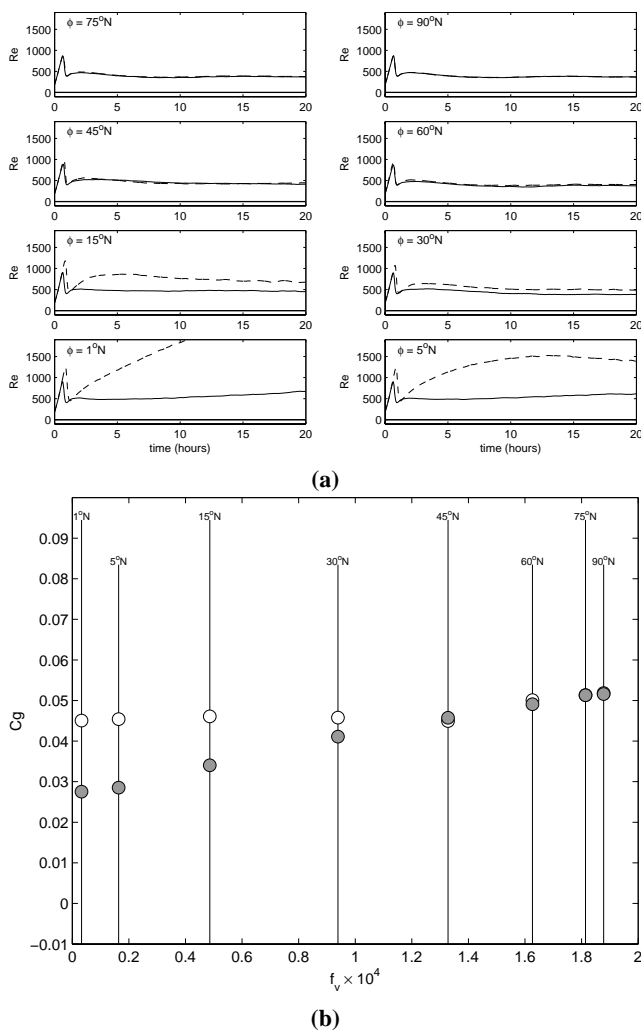 φ = 75°N
φ = 90°N
Re
1500
1000
500
0
0 5 10 15 20
Re
1500
1000
500
0
0 5 10 15 20
φ = 45°N
φ = 60°N
Re
1500
1000
500
0
0 5 10 15 20
Re
1500
1000
500
0
0 5 10 15 20
φ = 15°N
φ = 30°N
Re
1500
1000
500
0
0 5 10 15 20
Re
1500
1000
500
0
0 5 10 15 20
φ = 1°N
φ = 5°N
Re
1500
1000
500
0
0 5 10 15 20
time (hours)
Re
1500
1000
500
0
0 5 10 15 20
time (hours)
(a)
1°N 15°N 45°N 75°N
5°N 30°N 60°N 90°N
Cg
0.09
0.08
0.07
0.06
0.05
0.04
0.03
0.02
0.01
0
−0.01
0 0.2 0.4 0.6 0.8 1 1.2 1.4 1.6 1.8 2
f_v × 10^4
(b)